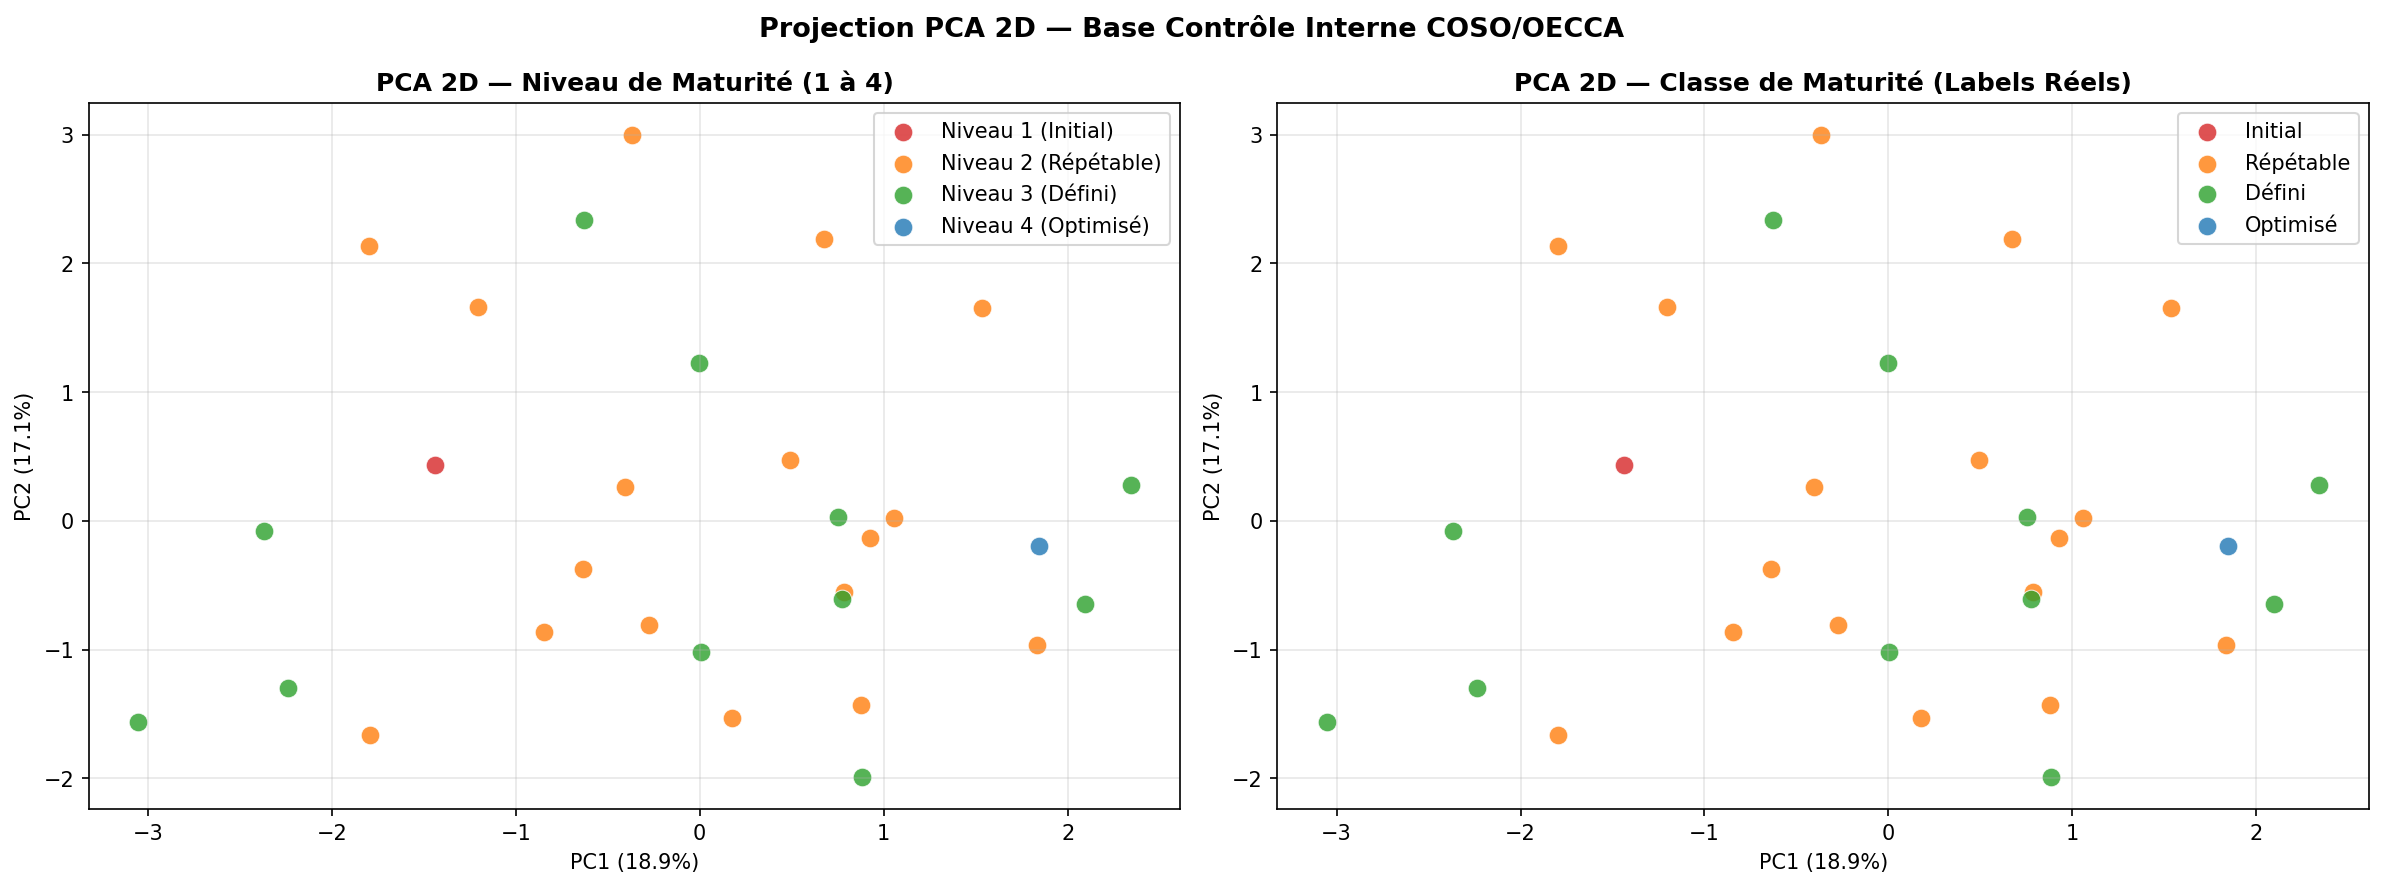 Projection PCA 2D — Base Contrôle Interne COSO/OECCA
PCA 2D — Niveau de Maturité (1 à 4)
Niveau 1 (Initial)
Niveau 2 (Répétable)
Niveau 3 (Défini)
Niveau 4 (Optimisé)
3
2
1
0
−1
−2
PC2 (17.1%)
−3
−2
−1
0
1
2
PC1 (18.9%)
PCA 2D — Classe de Maturité (Labels Réels)
Initial
Répétable
Défini
Optimisé
3
2
1
0
−1
−2
PC2 (17.1%)
−3
−2
−1
0
1
2
PC1 (18.9%)